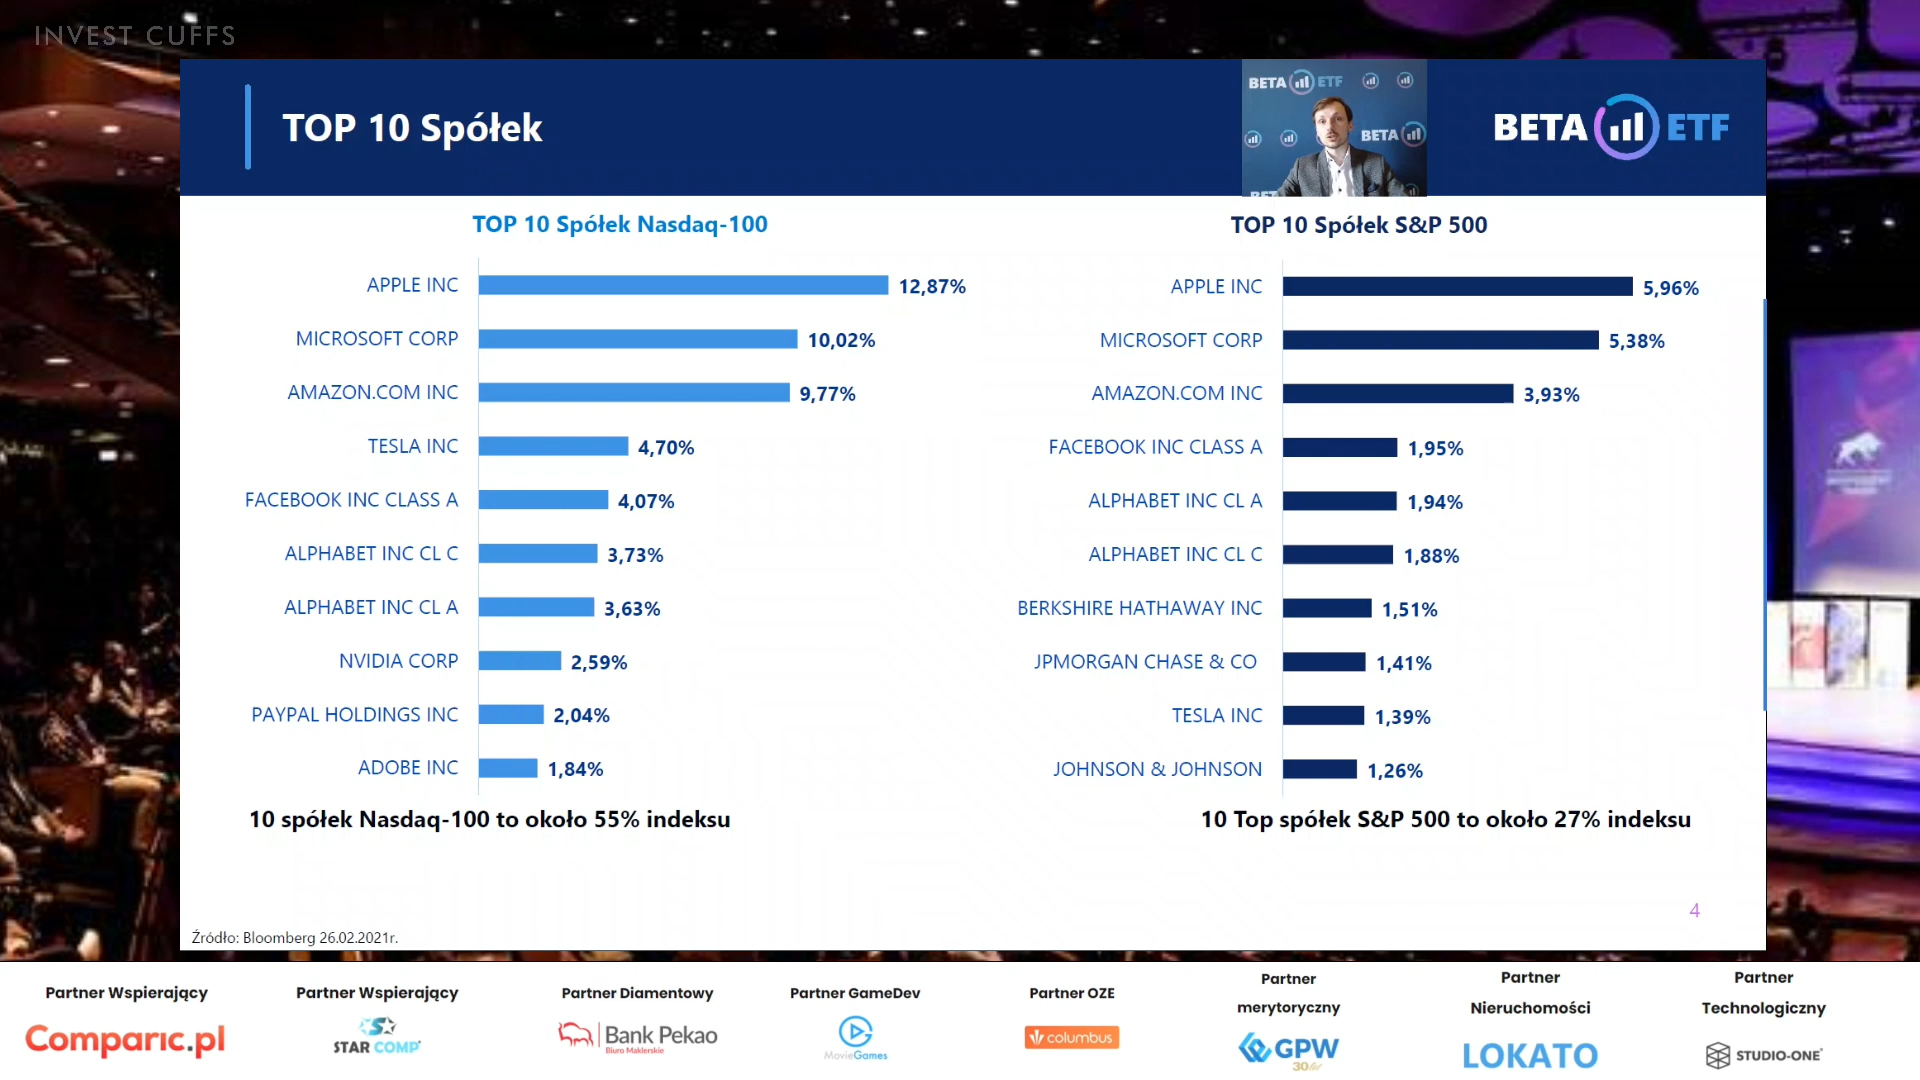 INVEST CUFFS
TOP 10 Spółek
BETA ETF
BETA
BETA ETF
TOP 10 Spółek Nasdaq-100
APPLE INC 12,87%
MICROSOFT CORP 10,02%
AMAZON.COM INC 9,77%
TESLA INC 4,70%
FACEBOOK INC CLASS A 4,07%
ALPHABET INC CL C 3,73%
ALPHABET INC CL A 3,63%
NVIDIA CORP 2,59%
PAYPAL HOLDINGS INC 2,04%
ADOBE INC 1,84%
10 spółek Nasdaq-100 to około 55% indeksu
TOP 10 Spółek S&P 500
APPLE INC 5,96%
MICROSOFT CORP 5,38%
AMAZON.COM INC 3,93%
FACEBOOK INC CLASS A 1,95%
ALPHABET INC CL A 1,94%
ALPHABET INC CL C 1,88%
BERKSHIRE HATHAWAY INC 1,51%
JPMORGAN CHASE & CO 1,41%
TESLA INC 1,39%
JOHNSON & JOHNSON 1,26%
10 Top spółek S&P 500 to około 27% indeksu
4
Źródło: Bloomberg 26.02.2021r.
Partner Wspierający
Comparic.pl
Partner Wspierający
STAR COMP
Partner Diamentowy
Bank Pekao
Biuro Maklerskie
Partner GameDev
MovieGames
Partner OZE
columbus
Partner
merytoryczny
GPW
30lat
Partner
Nieruchomości
LOKATO
Partner
Technologiczny
STUDIO-ONE